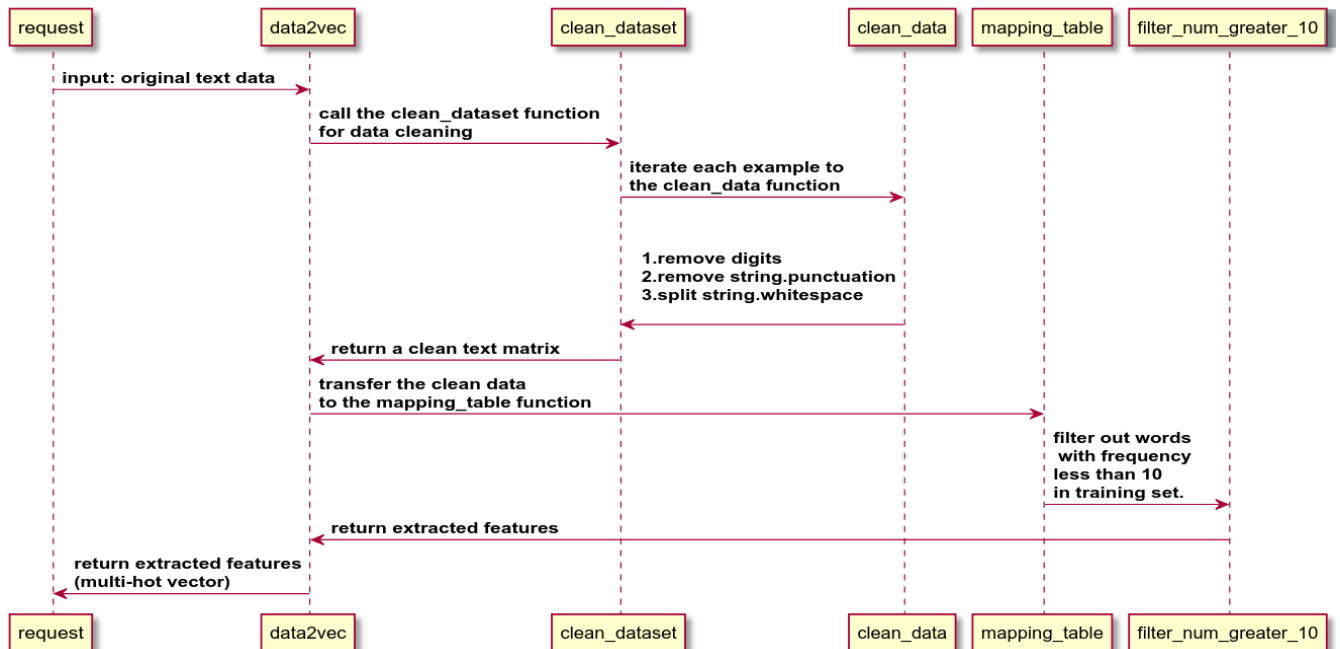 request data2vec clean_dataset clean_data mapping_table filter_num_greater_10
input: original text data
call the clean_dataset function
for data cleaning
iterate each example to
the clean_data function
1.remove digits
2.remove string.punctuation
3.split string.whitespace
return a clean text matrix
transfer the clean data
to the mapping_table function
filter out words
with frequency
less than 10
in training set.
return extracted features
return extracted features
(multi-hot vector)
request data2vec clean_dataset clean_data mapping_table filter_num_greater_10